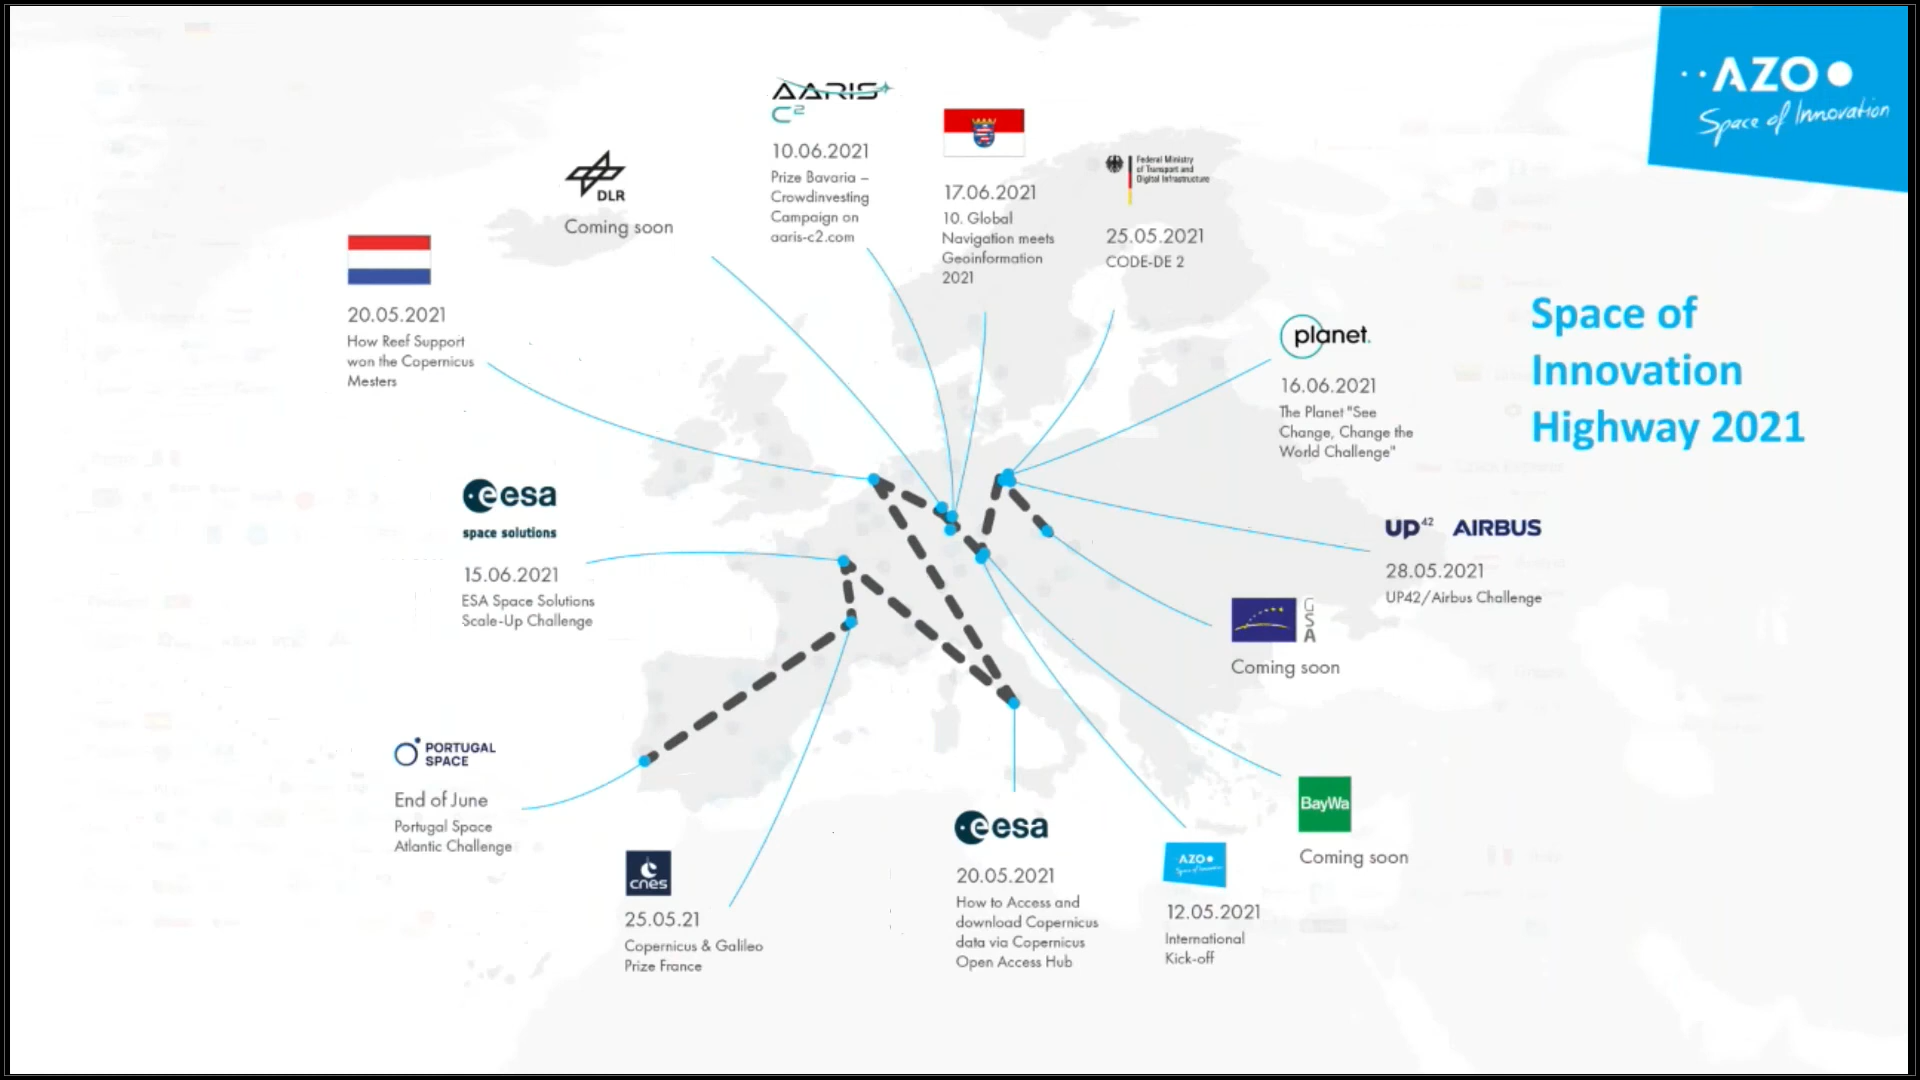 AZO
Space of Innovation
Space of
Innovation
Highway 2021
AARIS
C²
10.06.2021
Prize Bavaria –
Crowdinvesting
Campaign on
aaris-c2.com
17.06.2021
10. Global
Navigation meets
Geoinformation
2021
Federal Ministry
of Transport and
Digital Infrastructure
25.05.2021
CODE-DE 2
DLR
Coming soon
20.05.2021
How Reef Support
won the Copernicus
Mesters
planet.
16.06.2021
The Planet "See
Change, Change the
World Challenge"
esa
space solutions
15.06.2021
ESA Space Solutions
Scale-Up Challenge
UP42 AIRBUS
28.05.2021
UP42/Airbus Challenge
GSA
Coming soon
PORTUGAL
SPACE
End of June
Portugal Space
Atlantic Challenge
cnes
25.05.21
Copernicus & Galileo
Prize France
esa
20.05.2021
How to Access and
download Copernicus
data via Copernicus
Open Access Hub
AZO
Space of Innovation
12.05.2021
International
Kick-off
BayWa
Coming soon